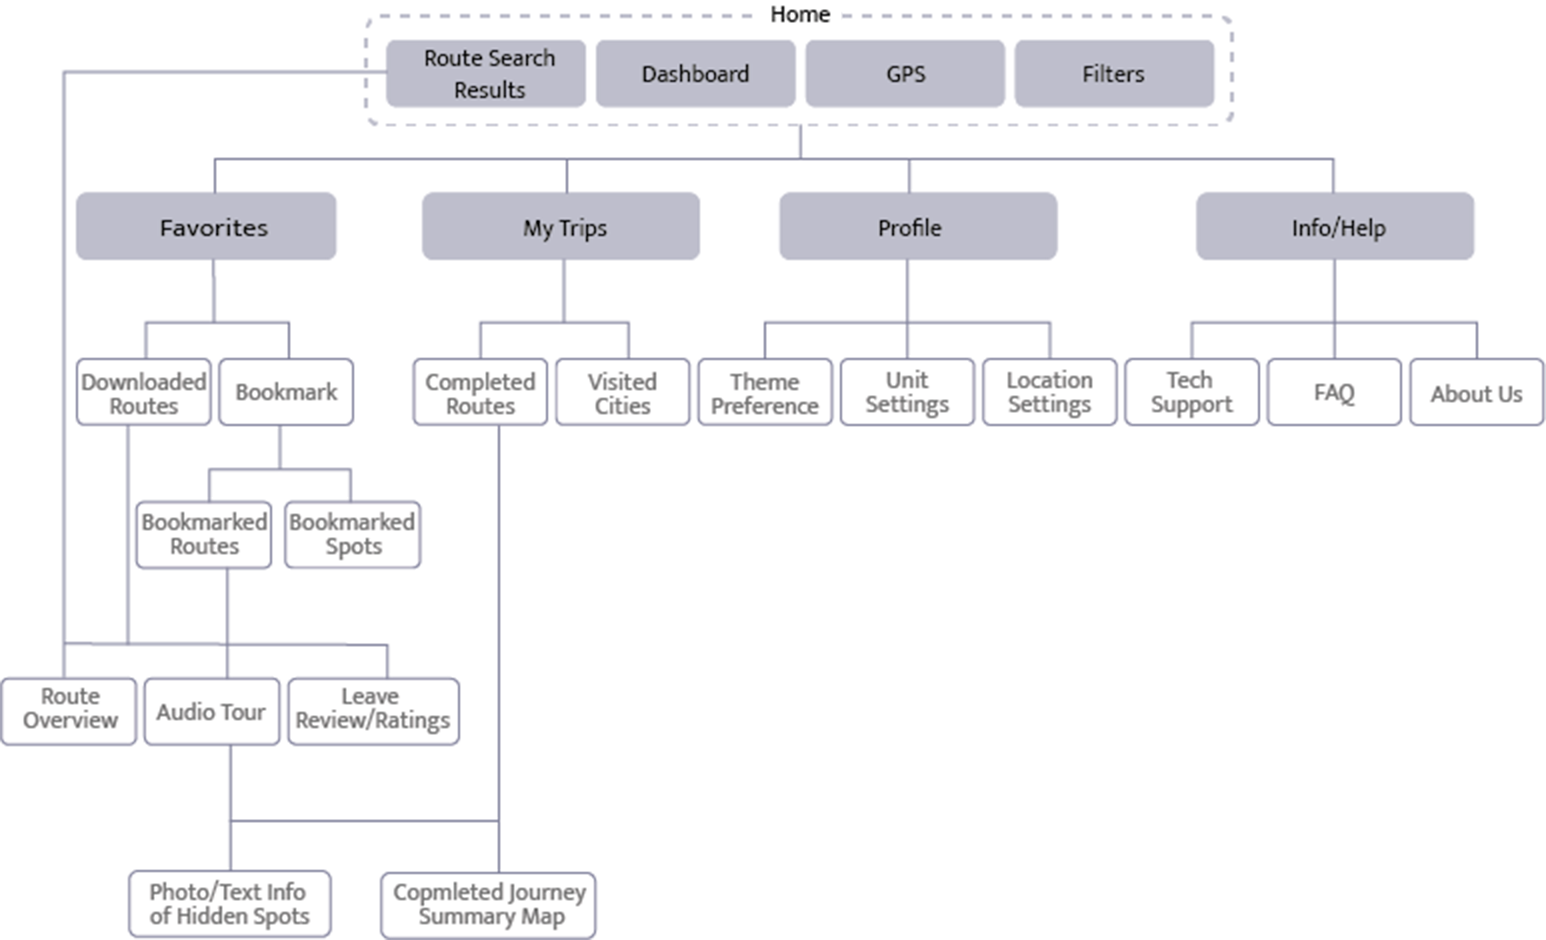 Home
Route Search
Results
Dashboard
GPS
Filters
Favorites
My Trips
Profile
Info/Help
Downloaded
Routes
Bookmark
Completed
Routes
Visited
Cities
Theme
Preference
Unit
Settings
Location
Settings
Tech
Support
FAQ
About Us
Bookmarked
Routes
Bookmarked
Spots
Route
Overview
Audio Tour
Leave
Review/Ratings
Photo/Text Info
of Hidden Spots
Copmleted Journey
Summary Map